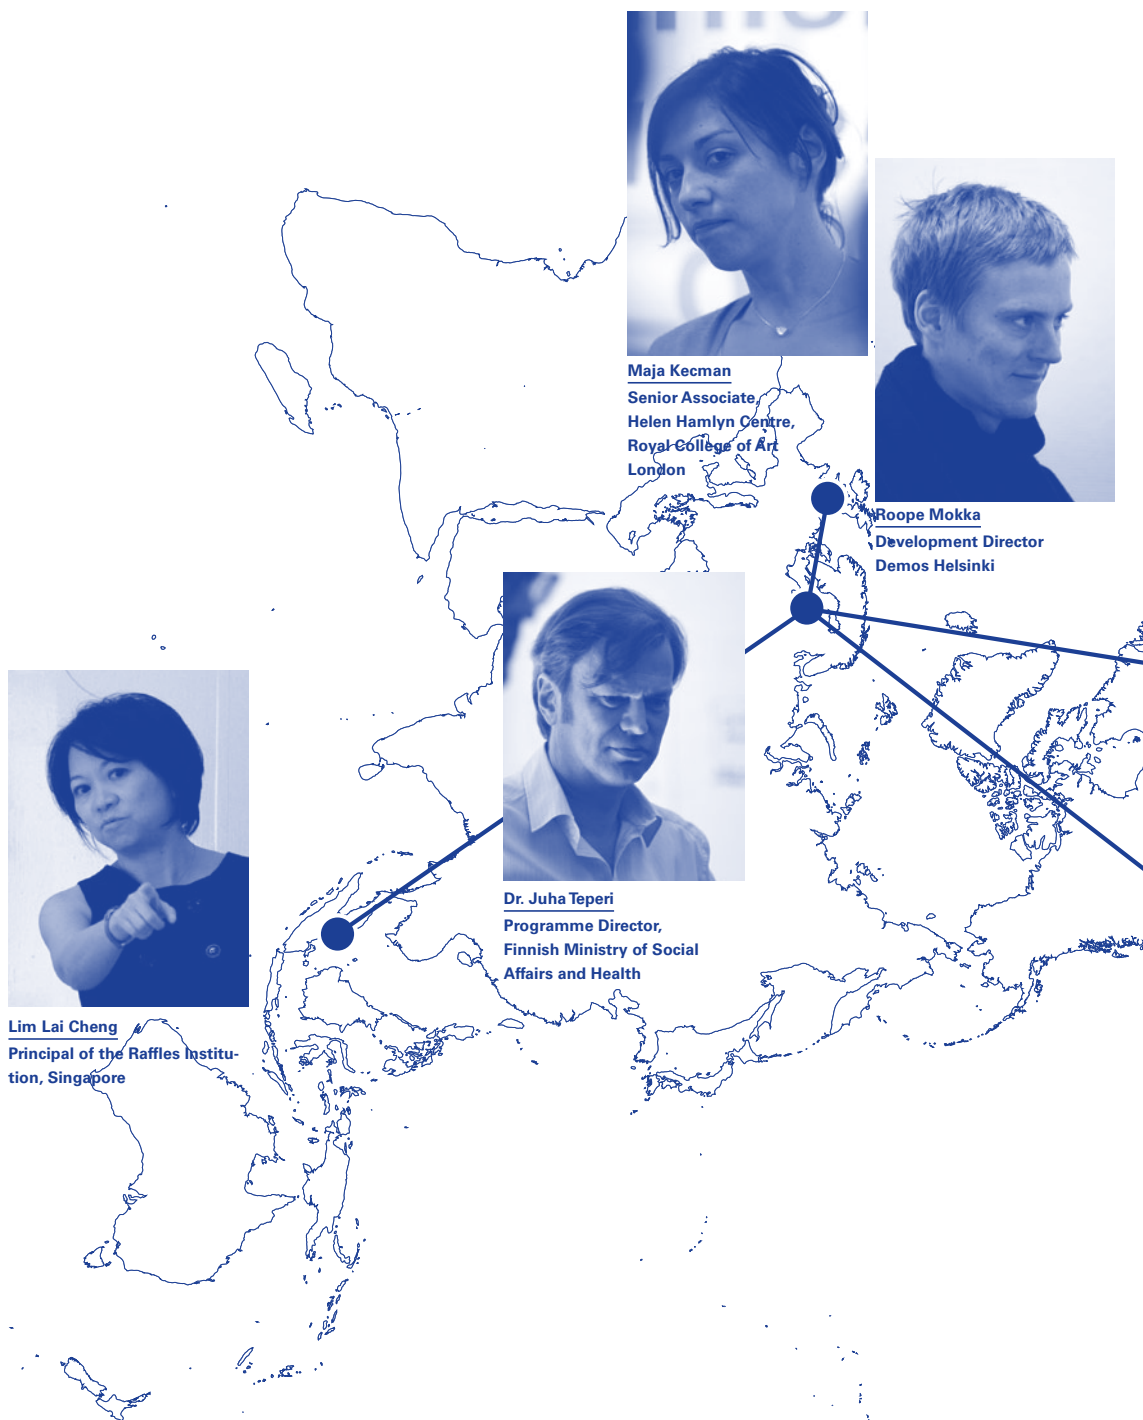 Maja Kecman
Senior Associate,
Helen Hamlyn Centre,
Royal College of Art
London
Roope Mokka
Development Director
Demos Helsinki
Dr. Juha Teperi
Programme Director,
Finnish Ministry of Social
Affairs and Health
Lim Lai Cheng
Principal of the Raffles Institu-
tion, Singapore